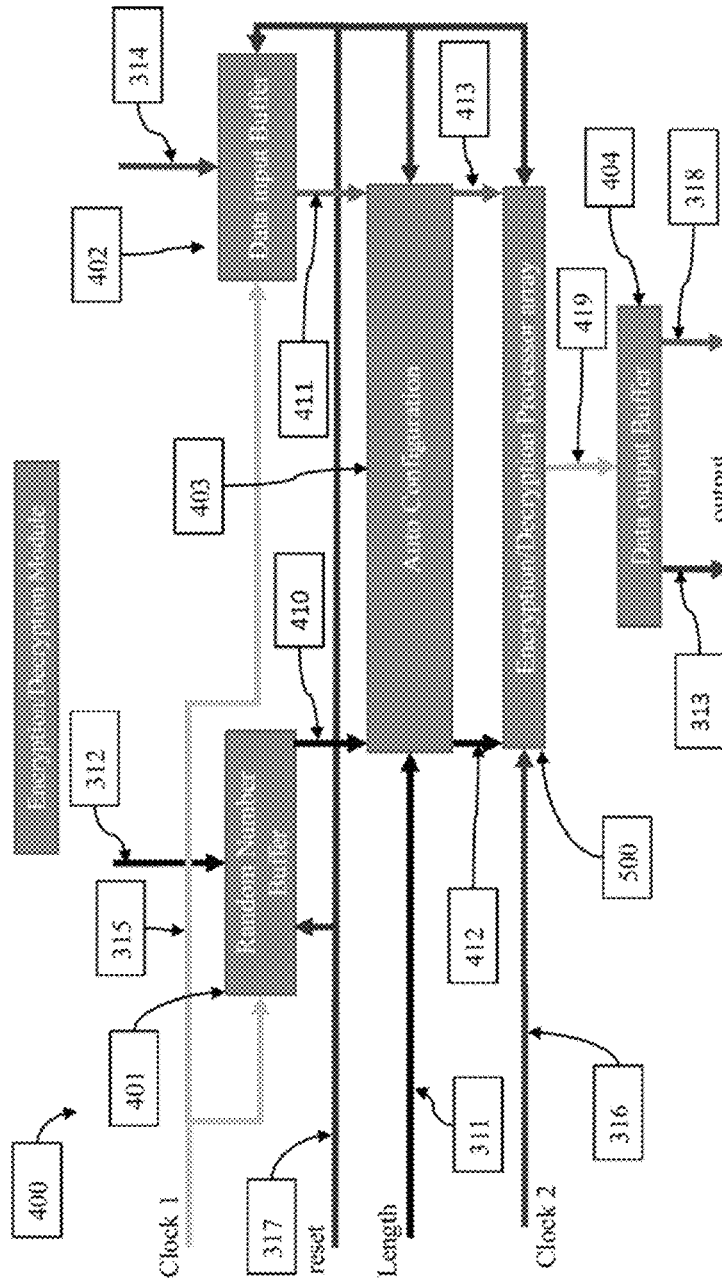 Encryption Decryption Module
400
401
315
312
402
314
Clock 1
Random Number
Buffer
Data input Buffer
317
reset
410
403
411
413
Length
Auto Configuration
311
412
Clock 2
Encryption Decryption Processor array
316
500
419
404
Data output Buffer
313
output
318